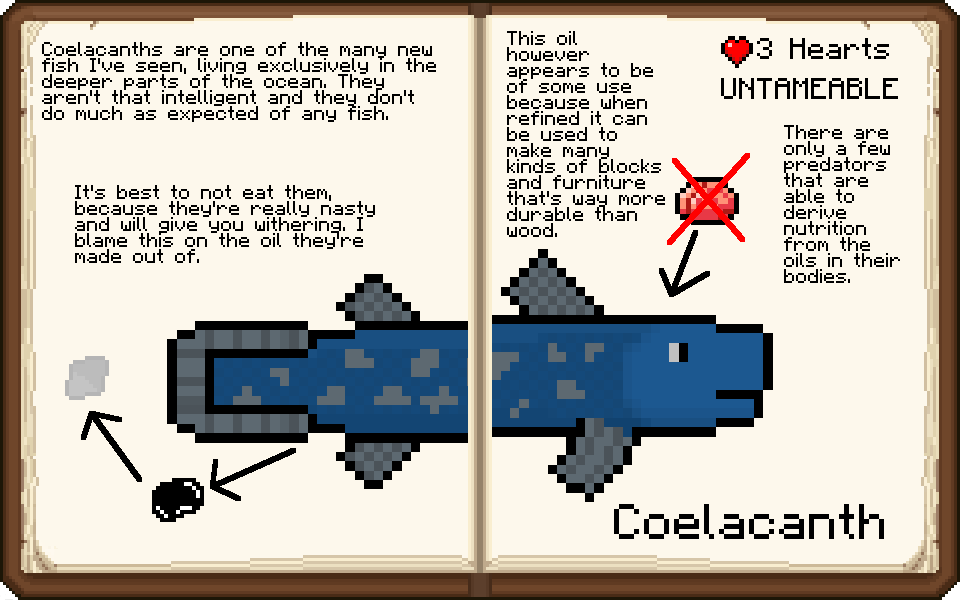 Coelacanths are one of the many new
fish I've seen, living exclusively in the
deeper parts of the ocean. They
aren't that intelligent and they don't
do much as expected of any fish.
It's best to not eat them,
because they're really nasty
and will give you withering. I
blame this on the oil they're
made out of.
This oil
however
appears to be
of some use
because when
refined it can
be used to
make many
kinds of blocks
and furniture
that's way more
durable than
wood.
3 Hearts
UNTAMEABLE
There are
only a few
predators
that are
able to
derive
nutrition
from the
oils in their
bodies.
Coelacanth